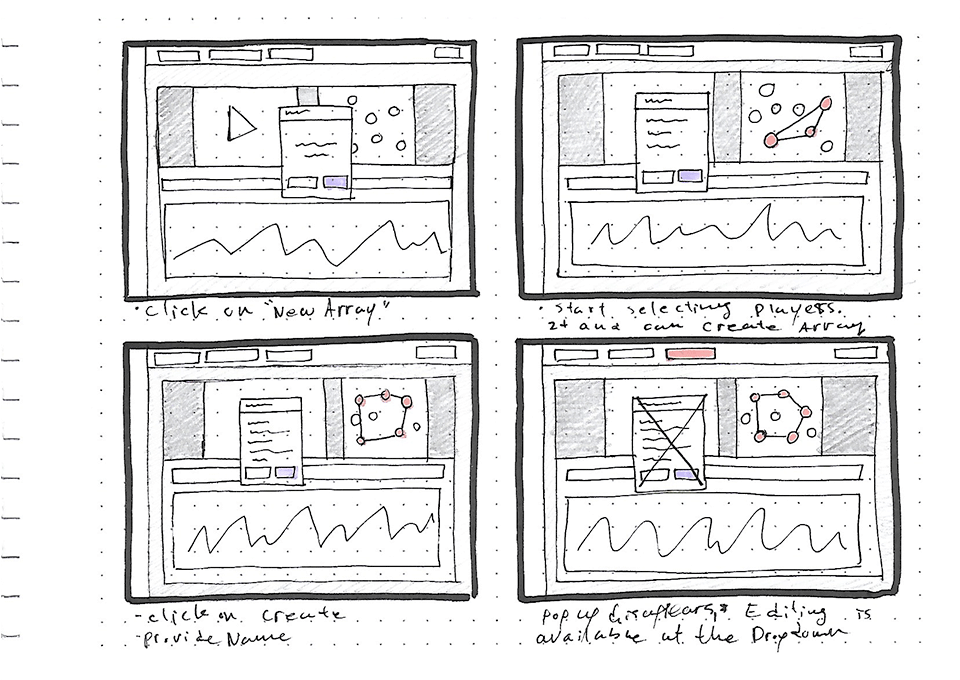 · Click on "New Array"
· Start selecting Players.
2+ and can Create Array
- click on create
- Provide Name
Pop up disappears* Editing is
available at the Dropdown